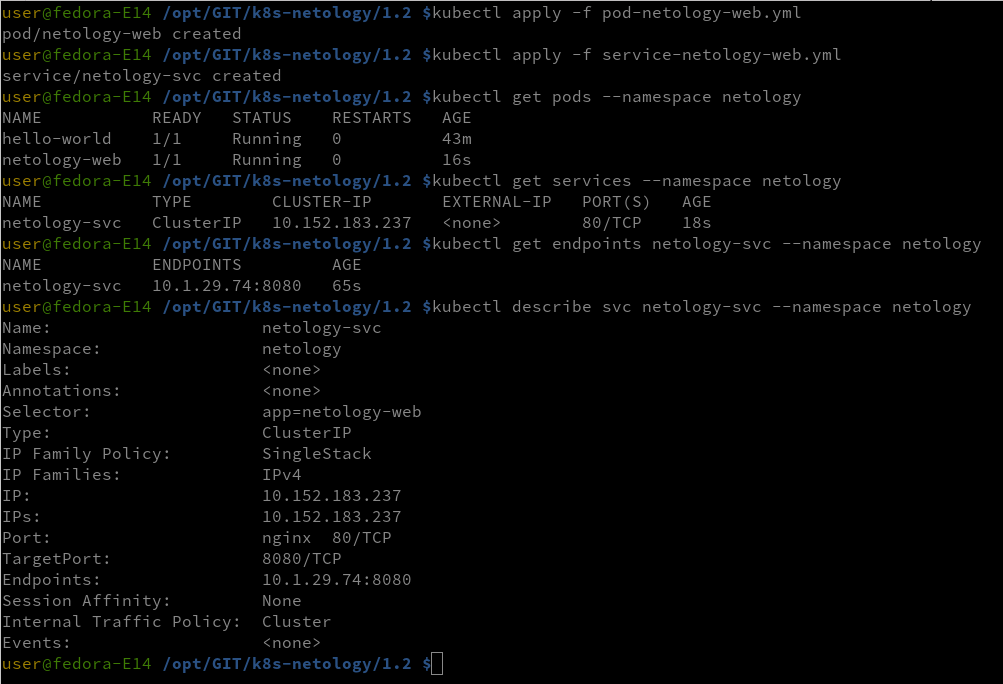 user@fedora-E14 /opt/GIT/k8s-netology/1.2 $kubectl apply -f pod-netology-web.yml
pod/netology-web created
user@fedora-E14 /opt/GIT/k8s-netology/1.2 $kubectl apply -f service-netology-web.yml
service/netology-svc created
user@fedora-E14 /opt/GIT/k8s-netology/1.2 $kubectl get pods --namespace netology
NAME           READY   STATUS    RESTARTS   AGE
hello-world    1/1     Running   0          43m
netology-web   1/1     Running   0          16s
user@fedora-E14 /opt/GIT/k8s-netology/1.2 $kubectl get services --namespace netology
NAME           TYPE        CLUSTER-IP       EXTERNAL-IP   PORT(S)   AGE
netology-svc   ClusterIP   10.152.183.237   <none>        80/TCP    18s
user@fedora-E14 /opt/GIT/k8s-netology/1.2 $kubectl get endpoints netology-svc --namespace netology
NAME           ENDPOINTS         AGE
netology-svc   10.1.29.74:8080   65s
user@fedora-E14 /opt/GIT/k8s-netology/1.2 $kubectl describe svc netology-svc --namespace netology
Name:                     netology-svc
Namespace:                netology
Labels:                   <none>
Annotations:              <none>
Selector:                 app=netology-web
Type:                     ClusterIP
IP Family Policy:         SingleStack
IP Families:              IPv4
IP:                       10.152.183.237
IPs:                      10.152.183.237
Port:                     nginx  80/TCP
TargetPort:               8080/TCP
Endpoints:                10.1.29.74:8080
Session Affinity:         None
Internal Traffic Policy:  Cluster
Events:                   <none>
user@fedora-E14 /opt/GIT/k8s-netology/1.2 $